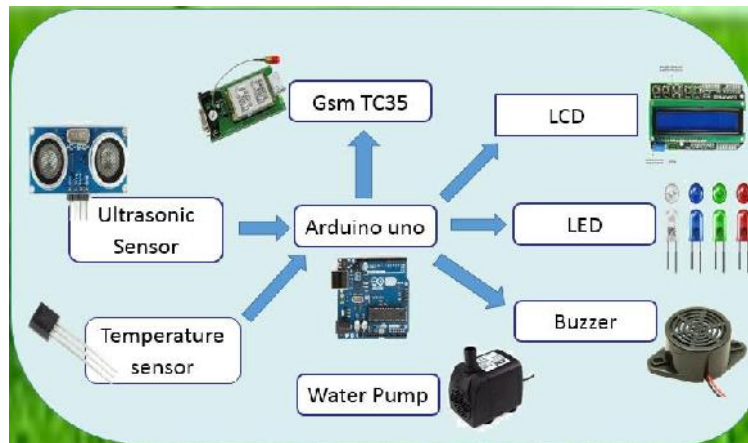 Gsm TC35
LCD
Ultrasonic
Sensor
Arduino uno
LED
Temperature
sensor
Buzzer
Water Pump